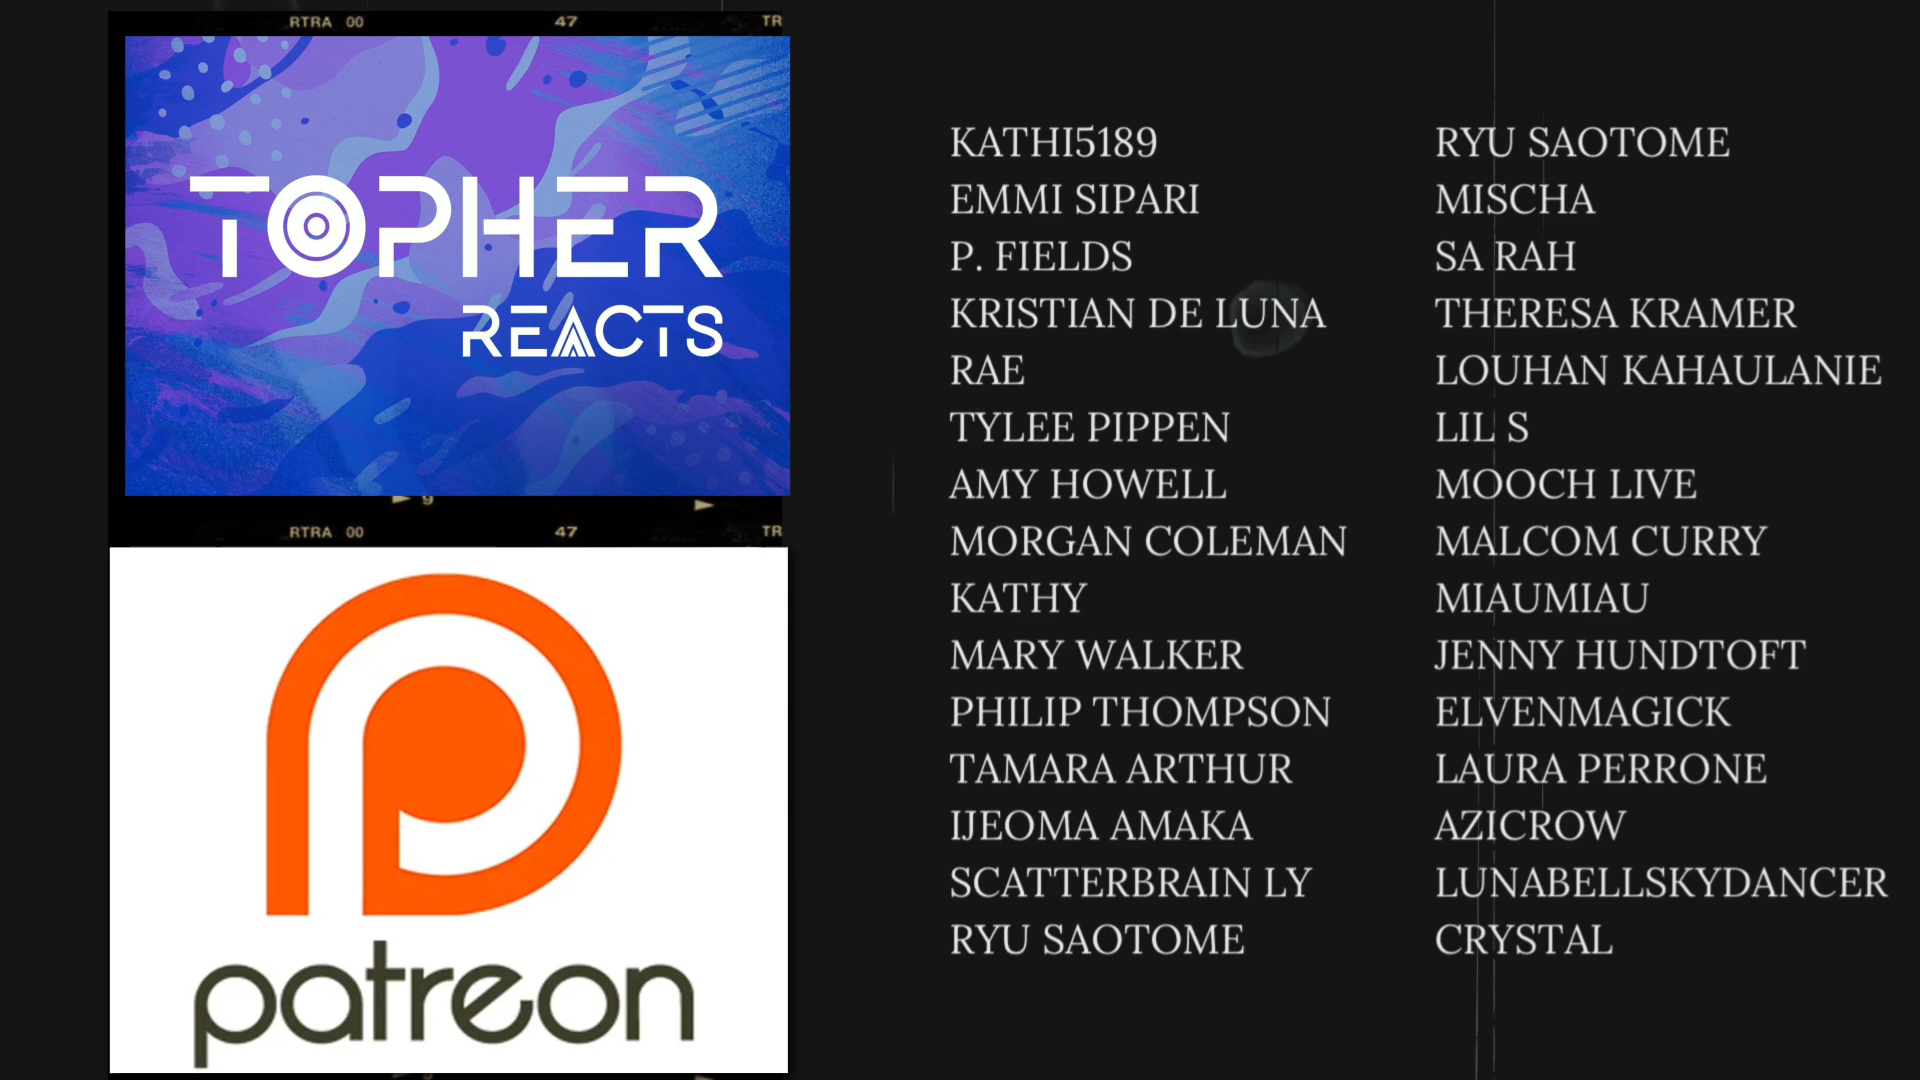 RTRA 00 47 TR
TOPHER
REACTS
9
RTRA 00 47 TR
patreon
KATHI5189
EMMI SIPARI
P. FIELDS
KRISTIAN DE LUNA
RAE
TYLEE PIPPEN
AMY HOWELL
MORGAN COLEMAN
KATHY
MARY WALKER
PHILIP THOMPSON
TAMARA ARTHUR
IJEOMA AMAKA
SCATTERBRAIN LY
RYU SAOTOME
RYU SAOTOME
MISCHA
SA RAH
THERESA KRAMER
LOUHAN KAHAULANIE
LIL S
MOOCH LIVE
MALCOM CURRY
MIAUMIAU
JENNY HUNDTOFT
ELVENMAGICK
LAURA PERRONE
AZICROW
LUNABELLSKYDANCER
CRYSTAL